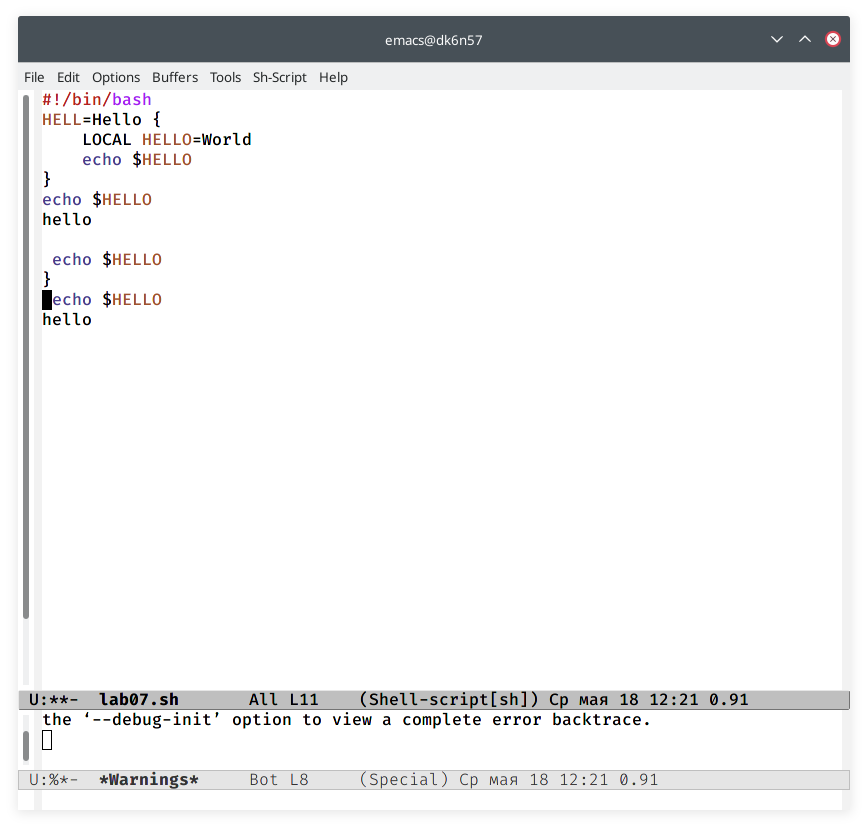 emacs@dk6n57
File Edit Options Buffers Tools Sh-Script Help
#!/bin/bash
HELL=Hello {
    LOCAL HELLO=World
    echo $HELLO
}
echo $HELLO
hello

 echo $HELLO
}
 echo $HELLO
hello
U:**-  lab07.sh       All L11    (Shell-script[sh]) Ср мая 18 12:21 0.91
the ‘--debug-init’ option to view a complete error backtrace.
U:%*-  *Warnings*     Bot L8     (Special) Ср мая 18 12:21 0.91